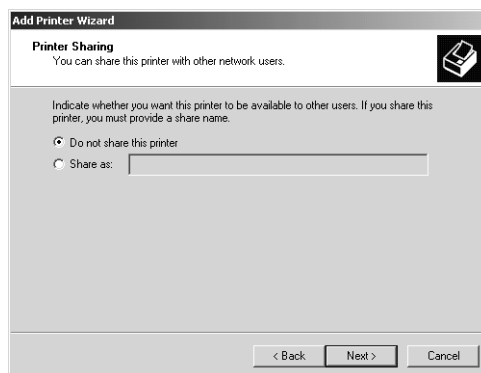 Add Printer Wizard
Printer Sharing
You can share this printer with other network users.
Indicate whether you want this printer to be available to other users. If you share this
printer, you must provide a share name.
Do not share this printer
Share as:
< Back Next > Cancel